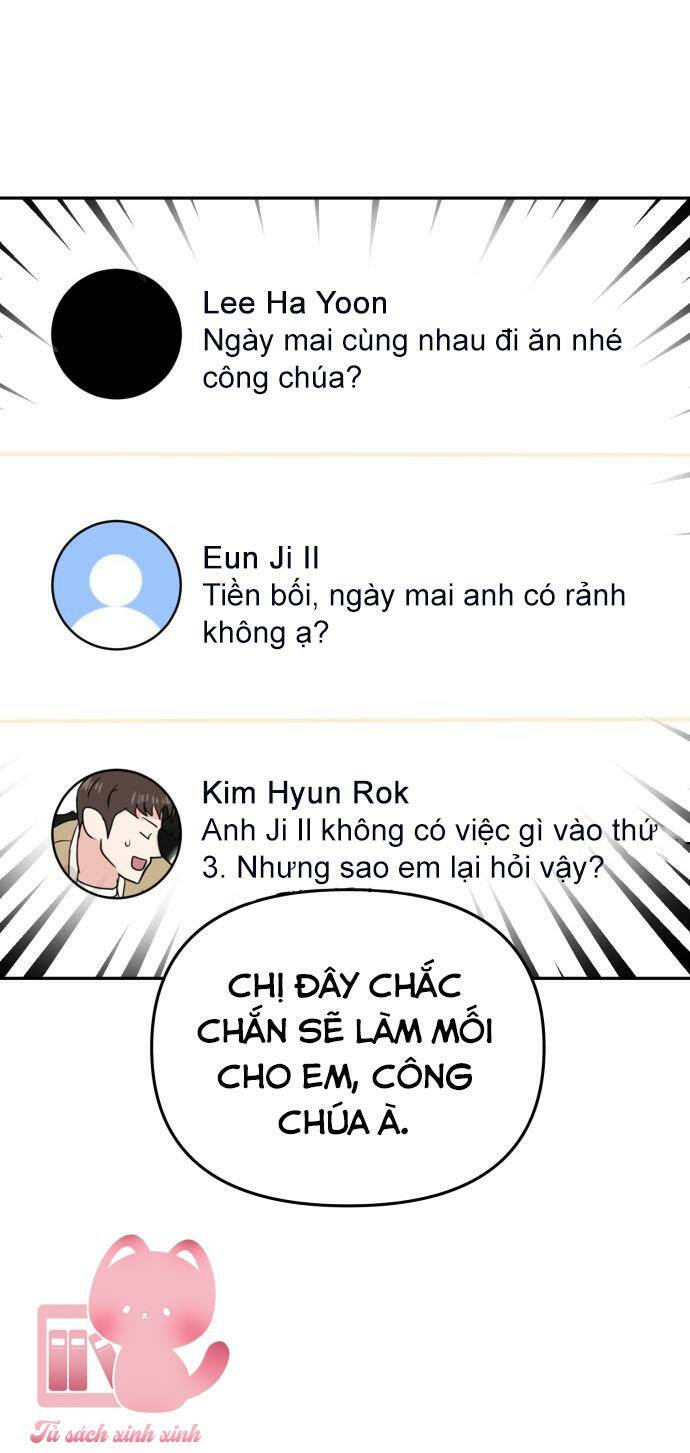 Lee Ha Yoon
Ngày mai cùng nhau đi ăn nhé
công chúa?
Eun Ji Il
Tiền bối, ngày mai anh có rảnh
không ạ?
Kim Hyun Rok
Anh Ji Il không có việc gì vào thứ
3. Nhưng sao em lại hỏi vậy?
CHỊ ĐÂY CHẮC
CHẮN SẼ LÀM MỐI
CHO EM, CÔNG
CHÚA À.
Tủ sách xinh xinh